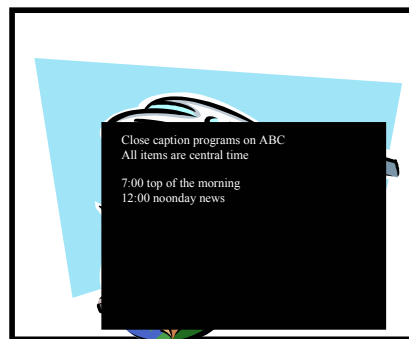 Close caption programs on ABC
All items are central time
7:00 top of the morning
12:00 noonday news